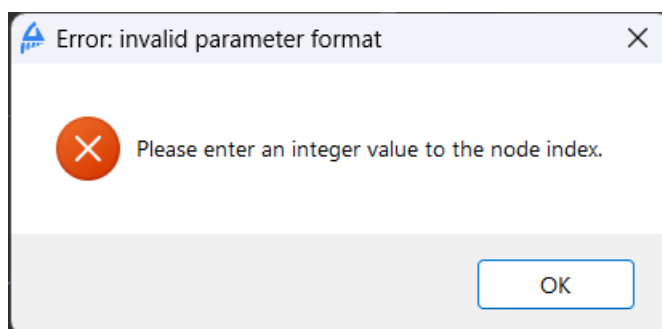 Error: invalid parameter format
Please enter an integer value to the node index.
OK